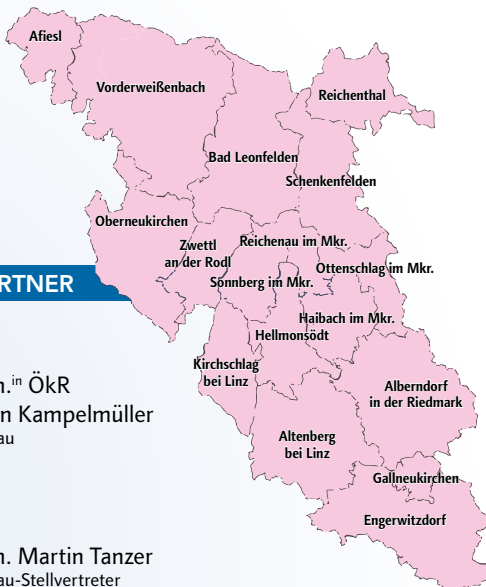 Afiesl
Vorderweißenbach
Reichenthal
Bad Leonfelden
Schenkenfelden
Oberneukirchen
Zwettl
an der Rodl
Reichenau im Mkr.
Sonnberg im Mkr.
Ottenschlag im Mkr.
Haibach im Mkr.
Hellmonsödt
Kirchschlag
bei Linz
Alberndorf
in der Riedmark
Altenberg
bei Linz
Gallneukirchen
Engerwitzdorf
RTNER
.in ÖkR
n Kampelmüller
au
. Martin Tanzer
au-Stellvertreter